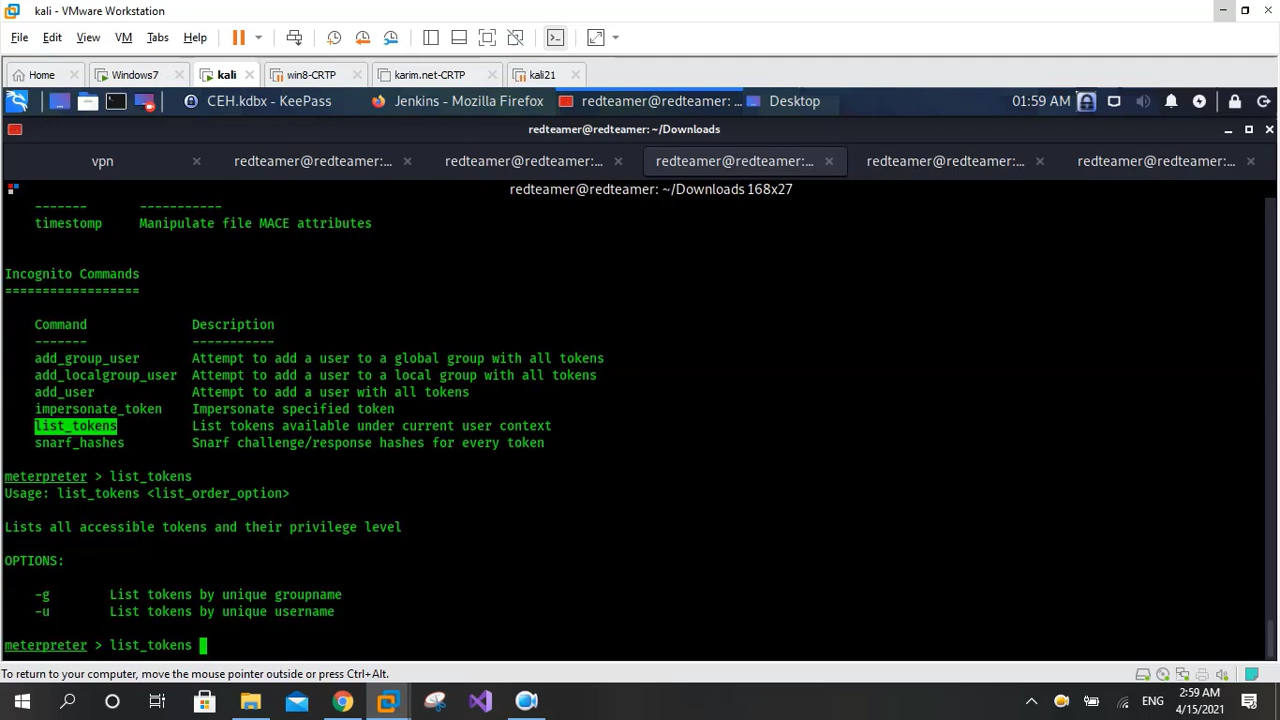 kali - VMware Workstation
File Edit View VM Tabs Help
Home Windows7 kali win8-CRTP karim.net-CRTP kali21
CEH.kdbx - KeePass Jenkins - Mozilla Firefox redteamer@redteamer: ... Desktop 01:59 AM
redteamer@redteamer: ~/Downloads
vpn redteamer@redteamer:... redteamer@redteamer:... redteamer@redteamer:... redteamer@redteamer:... redteamer@redteamer:...
redteamer@redteamer: ~/Downloads 168x27
------- -----------
timestomp Manipulate file MACE attributes
Incognito Commands
==================
Command Description
------- -----------
add_group_user Attempt to add a user to a global group with all tokens
add_localgroup_user Attempt to add a user to a local group with all tokens
add_user Attempt to add a user with all tokens
impersonate_token Impersonate specified token
list_tokens List tokens available under current user context
snarf_hashes Snarf challenge/response hashes for every token
meterpreter > list_tokens
Usage: list_tokens <list_order_option>
Lists all accessible tokens and their privilege level
OPTIONS:
-g List tokens by unique groupname
-u List tokens by unique username
meterpreter > list_tokens
To return to your computer, move the mouse pointer outside or press Ctrl+Alt.
ENG 2:59 AM
4/15/2021